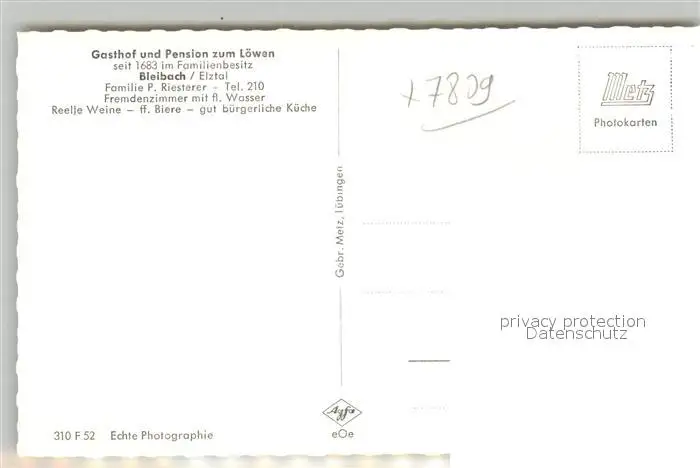 Gasthof und Pension zum Löwen
seit 1683 im Familienbesitz
Bleibach / Elztal
Familie P. Riesterer – Tel. 210
Fremdenzimmer mit fl. Wasser
Reelle Weine – ff. Biere – gut bürgerliche Küche
x 7809
Metz
Photokarten
Gebr. Metz, Tübingen
privacy protection
Datenschutz
Agfa
eOe
310 F 52 Echte Photographie